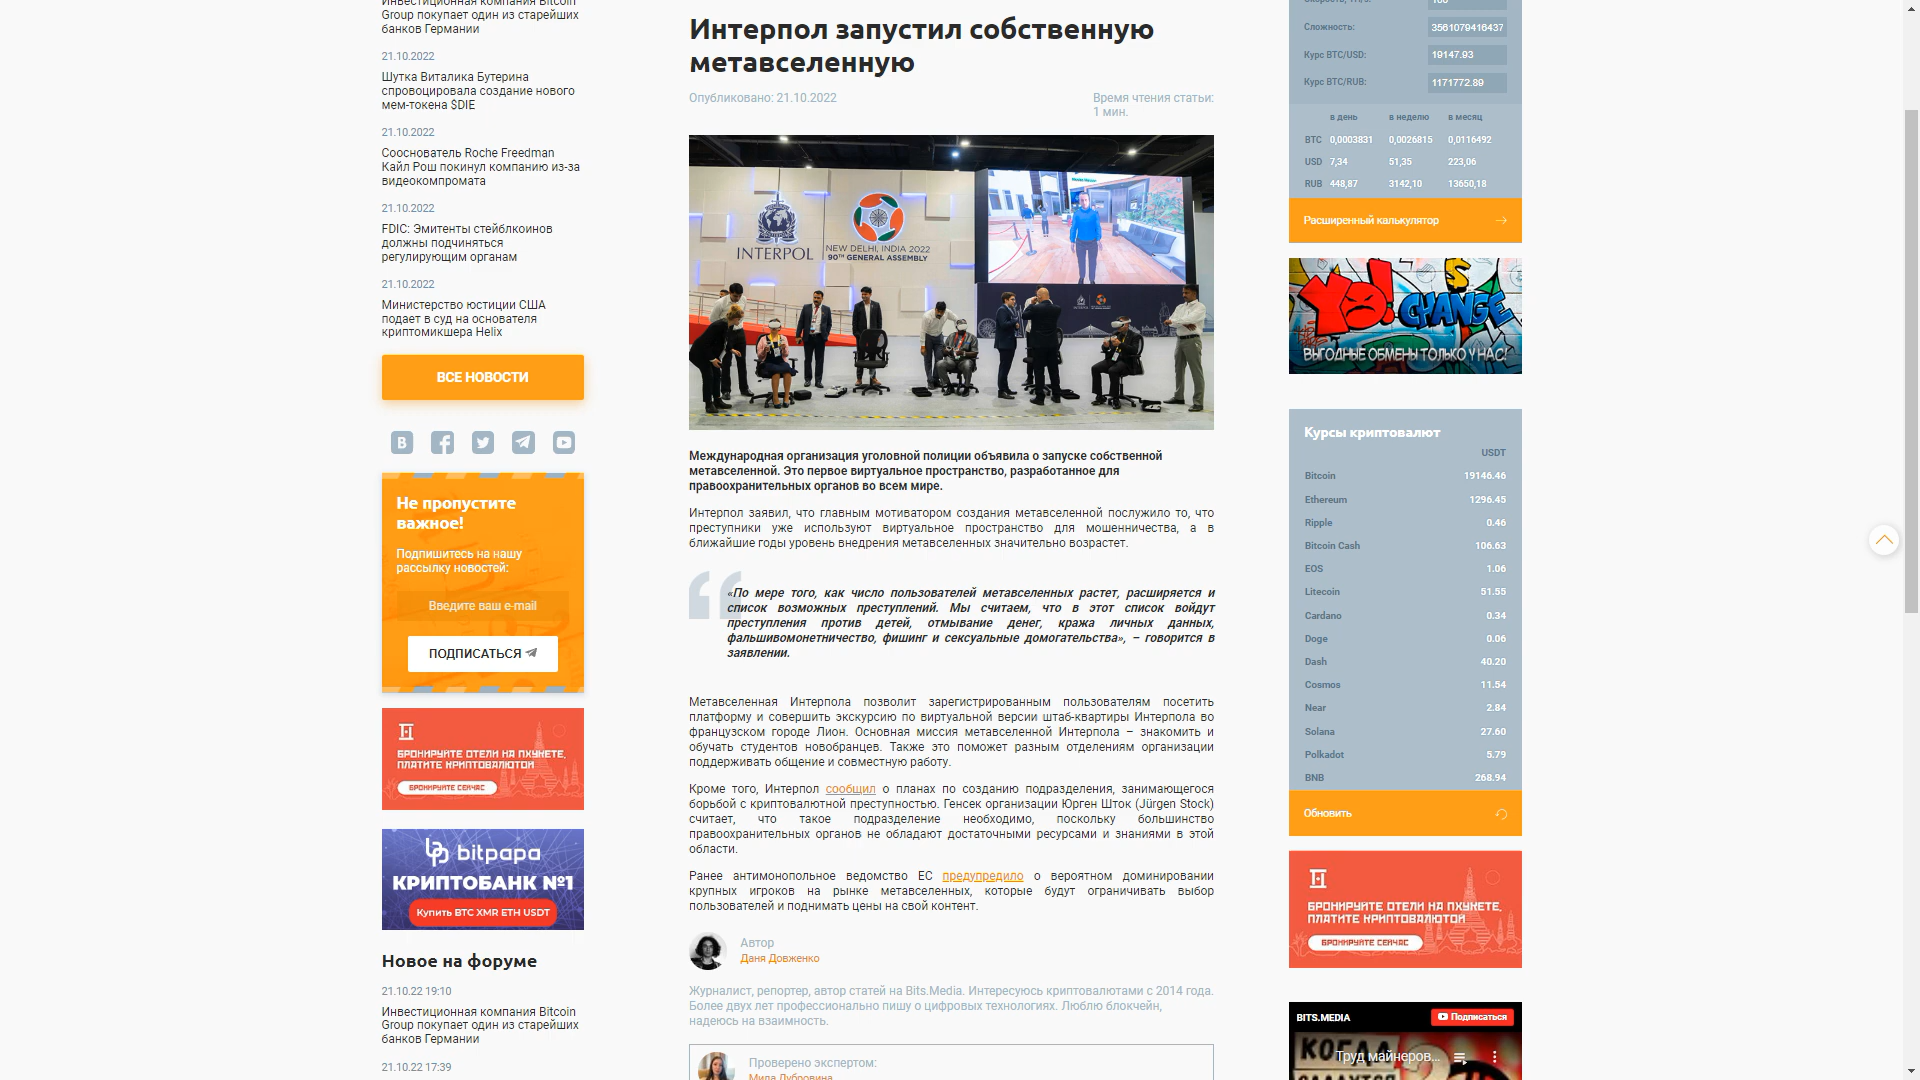 Инвестиционная компания Bitcoin
Group покупает один из старейших
банков Германии
21.10.2022
Шутка Виталика Бутерина
спровоцировала создание нового
мем-токена $DIE
21.10.2022
Сооснователь Roche Freedman
Кайл Рош покинул компанию из-за
видеокомпромата
21.10.2022
FDIC: Эмитенты стейблкоинов
должны подчиняться
регулирующим органам
21.10.2022
Министерство юстиции США
подает в суд на основателя
криптомикшера Helix
ВСЕ НОВОСТИ
Не пропустите
важное!
Подпишитесь на нашу
рассылку новостей:
Введите ваш e-mail
ПОДПИСАТЬСЯ
БРОНИРУЙТЕ ОТЕЛИ НА ПХУКЕТЕ,
ПЛАТИТЕ КРИПТОВАЛЮТОЙ
БРОНИРУЙТЕ СЕЙЧАС
bitpapa
КРИПТОБАНК №1
Купить BTC XMR ETH USDT
Новое на форуме
21.10.22 19:10
Инвестиционная компания Bitcoin
Group покупает один из старейших
банков Германии
21.10.22 17:39
Интерпол запустил собственную
метавселенную
Опубликовано: 21.10.2022
Время чтения статьи:
1 мин.
INTERPOL
NEW DELHI, INDIA 2022
90TH GENERAL ASSEMBLY
Международная организация уголовной полиции объявила о запуске собственной
метавселенной. Это первое виртуальное пространство, разработанное для
правоохранительных органов во всем мире.
Интерпол заявил, что главным мотиватором создания метавселенной послужило то, что
преступники уже используют виртуальное пространство для мошенничества, а в
ближайшие годы уровень внедрения метавселенных значительно возрастет.
«По мере того, как число пользователей метавселенных растет, расширяется и
список возможных преступлений. Мы считаем, что в этот список войдут
преступления против детей, отмывание денег, кража личных данных,
фальшивомонетничество, фишинг и сексуальные домогательства», – говорится в
заявлении.
Метавселенная Интерпола позволит зарегистрированным пользователям посетить
платформу и совершить экскурсию по виртуальной версии штаб-квартиры Интерпола во
французском городе Лион. Основная миссия метавселенной Интерпола – знакомить и
обучать студентов новобранцев. Также это поможет разным отделениям организации
поддерживать общение и совместную работу.
Кроме того, Интерпол сообщил о планах по созданию подразделения, занимающегося
борьбой с криптовалютной преступностью. Генсек организации Юрген Шток (Jürgen Stock)
считает, что такое подразделение необходимо, поскольку большинство
правоохранительных органов не обладают достаточными ресурсами и знаниями в этой
области.
Ранее антимонопольное ведомство ЕС предупредило о вероятном доминировании
крупных игроков на рынке метавселенных, которые будут ограничивать выбор
пользователей и поднимать цены на свой контент.
Автор
Даня Довженко
Журналист, репортер, автор статей на Bits.Media. Интересуюсь криптовалютами с 2014 года.
Более двух лет профессионально пишу о цифровых технологиях. Люблю блокчейн,
надеюсь на взаимность.
Проверено экспертом:
Мила Дубровина
Сложность: 3561079416437
Курс BTC/USD: 19147.93
Курс BTC/RUB: 1171772.89
в день в неделю в месяц
BTC 0,0003831 0,0026815 0,0116492
USD 7,34 51,35 223,06
RUB 448,87 3142,10 13650,18
Расширенный калькулятор
YO! CHANGE
ВЫГОДНЫЕ ОБМЕНЫ ТОЛЬКО У НАС!
Курсы криптовалют
USDT
Bitcoin 19146.46
Ethereum 1296.45
Ripple 0.46
Bitcoin Cash 106.63
EOS 1.06
Litecoin 51.55
Cardano 0.34
Doge 0.06
Dash 40.20
Cosmos 11.54
Near 2.84
Solana 27.60
Polkadot 5.79
BNB 268.94
Обновить
БРОНИРУЙТЕ ОТЕЛИ НА ПХУКЕТЕ,
ПЛАТИТЕ КРИПТОВАЛЮТОЙ
БРОНИРУЙТЕ СЕЙЧАС
BITS.MEDIA
Подписаться
Труд майнеров...
КОГДА